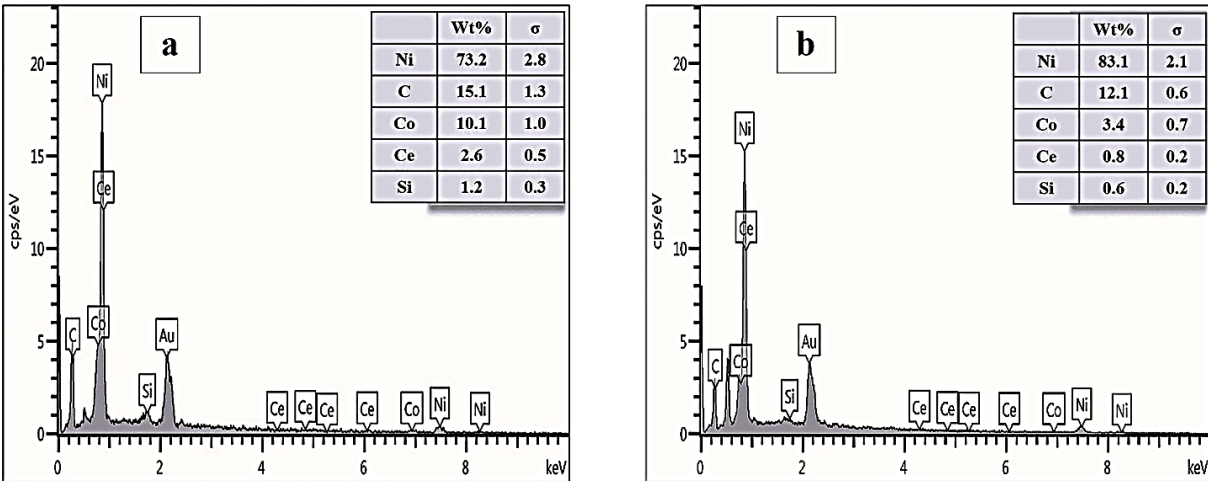 a
Wt% σ
Ni 73.2 2.8
C 15.1 1.3
Co 10.1 1.0
Ce 2.6 0.5
Si 1.2 0.3
20
15
10
5
0
cps/eV
Ni
Ce
Co
C
Si
Au
Ce Ce Ce Ce Co Ni Ni
0 2 4 6 8 keV
b
Wt% σ
Ni 83.1 2.1
C 12.1 0.6
Co 3.4 0.7
Ce 0.8 0.2
Si 0.6 0.2
20
15
10
5
0
cps/eV
Ni
Ce
Co
C
Si
Au
Ce Ce Ce Ce Co Ni Ni
0 2 4 6 8 keV